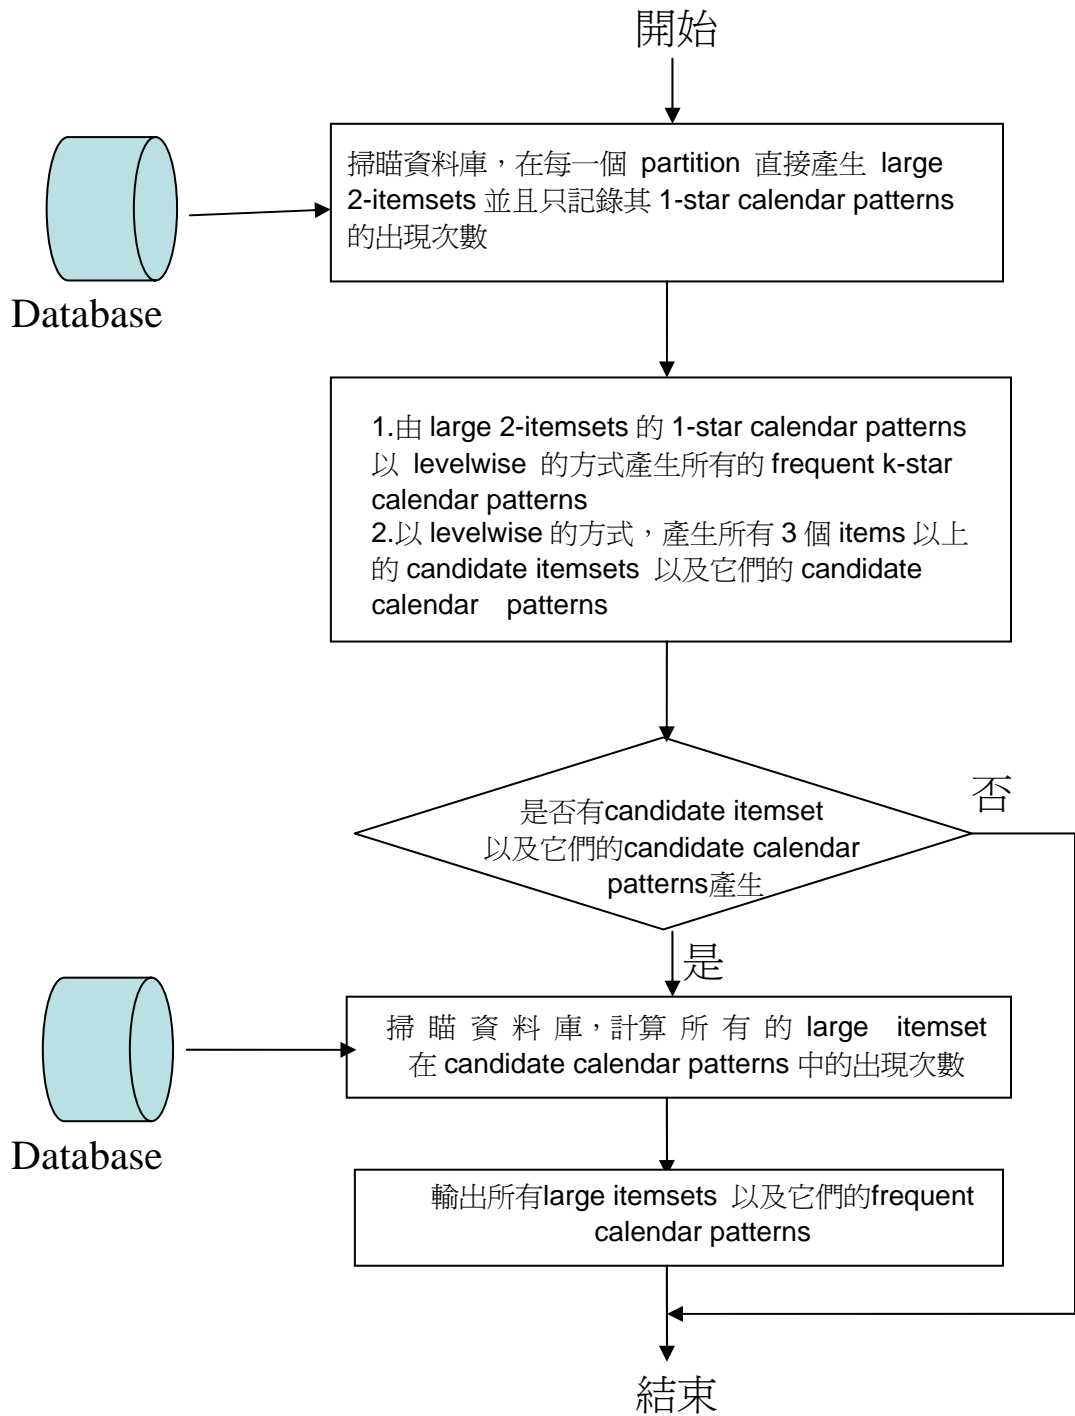 開始
掃瞄資料庫，在每一個 partition 直接產生 large
2-itemsets 並且只記錄其 1-star calendar patterns
的出現次數
Database
1.由 large 2-itemsets 的 1-star calendar patterns
以 levelwise 的方式產生所有的 frequent k-star
calendar patterns
2.以 levelwise 的方式，產生所有 3 個 items 以上
的 candidate itemsets 以及它們的 candidate
calendar patterns
否
是否有candidate itemset
以及它們的candidate calendar
patterns產生
是
掃 瞄 資 料 庫，計算 所 有 的 large itemset
在 candidate calendar patterns 中的出現次數
Database
輸出所有large itemsets 以及它們的frequent
calendar patterns
結束